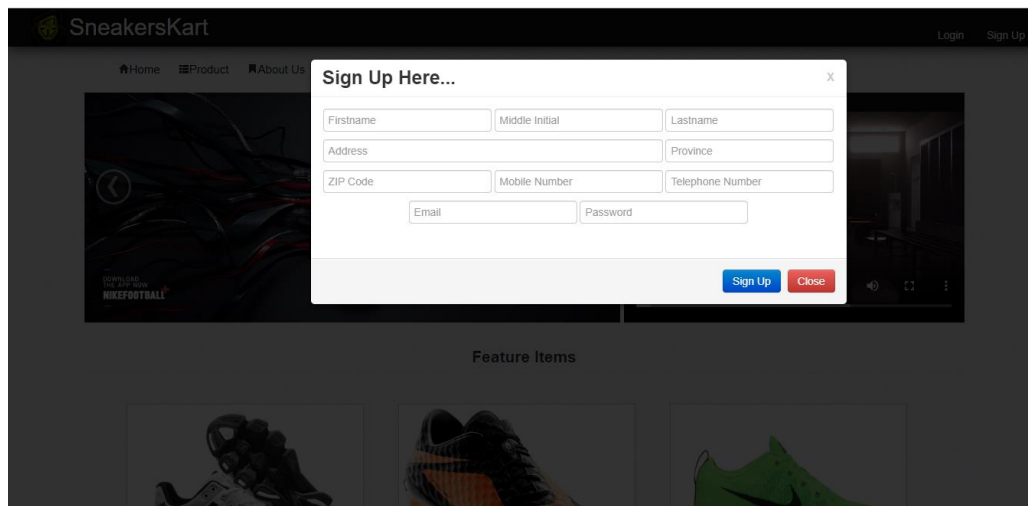 SneakersKart
Login Sign Up
Home Product About Us
Sign Up Here... X
Firstname Middle Initial Lastname
Address Province
ZIP Code Mobile Number Telephone Number
Email Password
DOWNLOAD
THE APP NOW
NIKEFOOTBALL
Sign Up Close
Feature Items